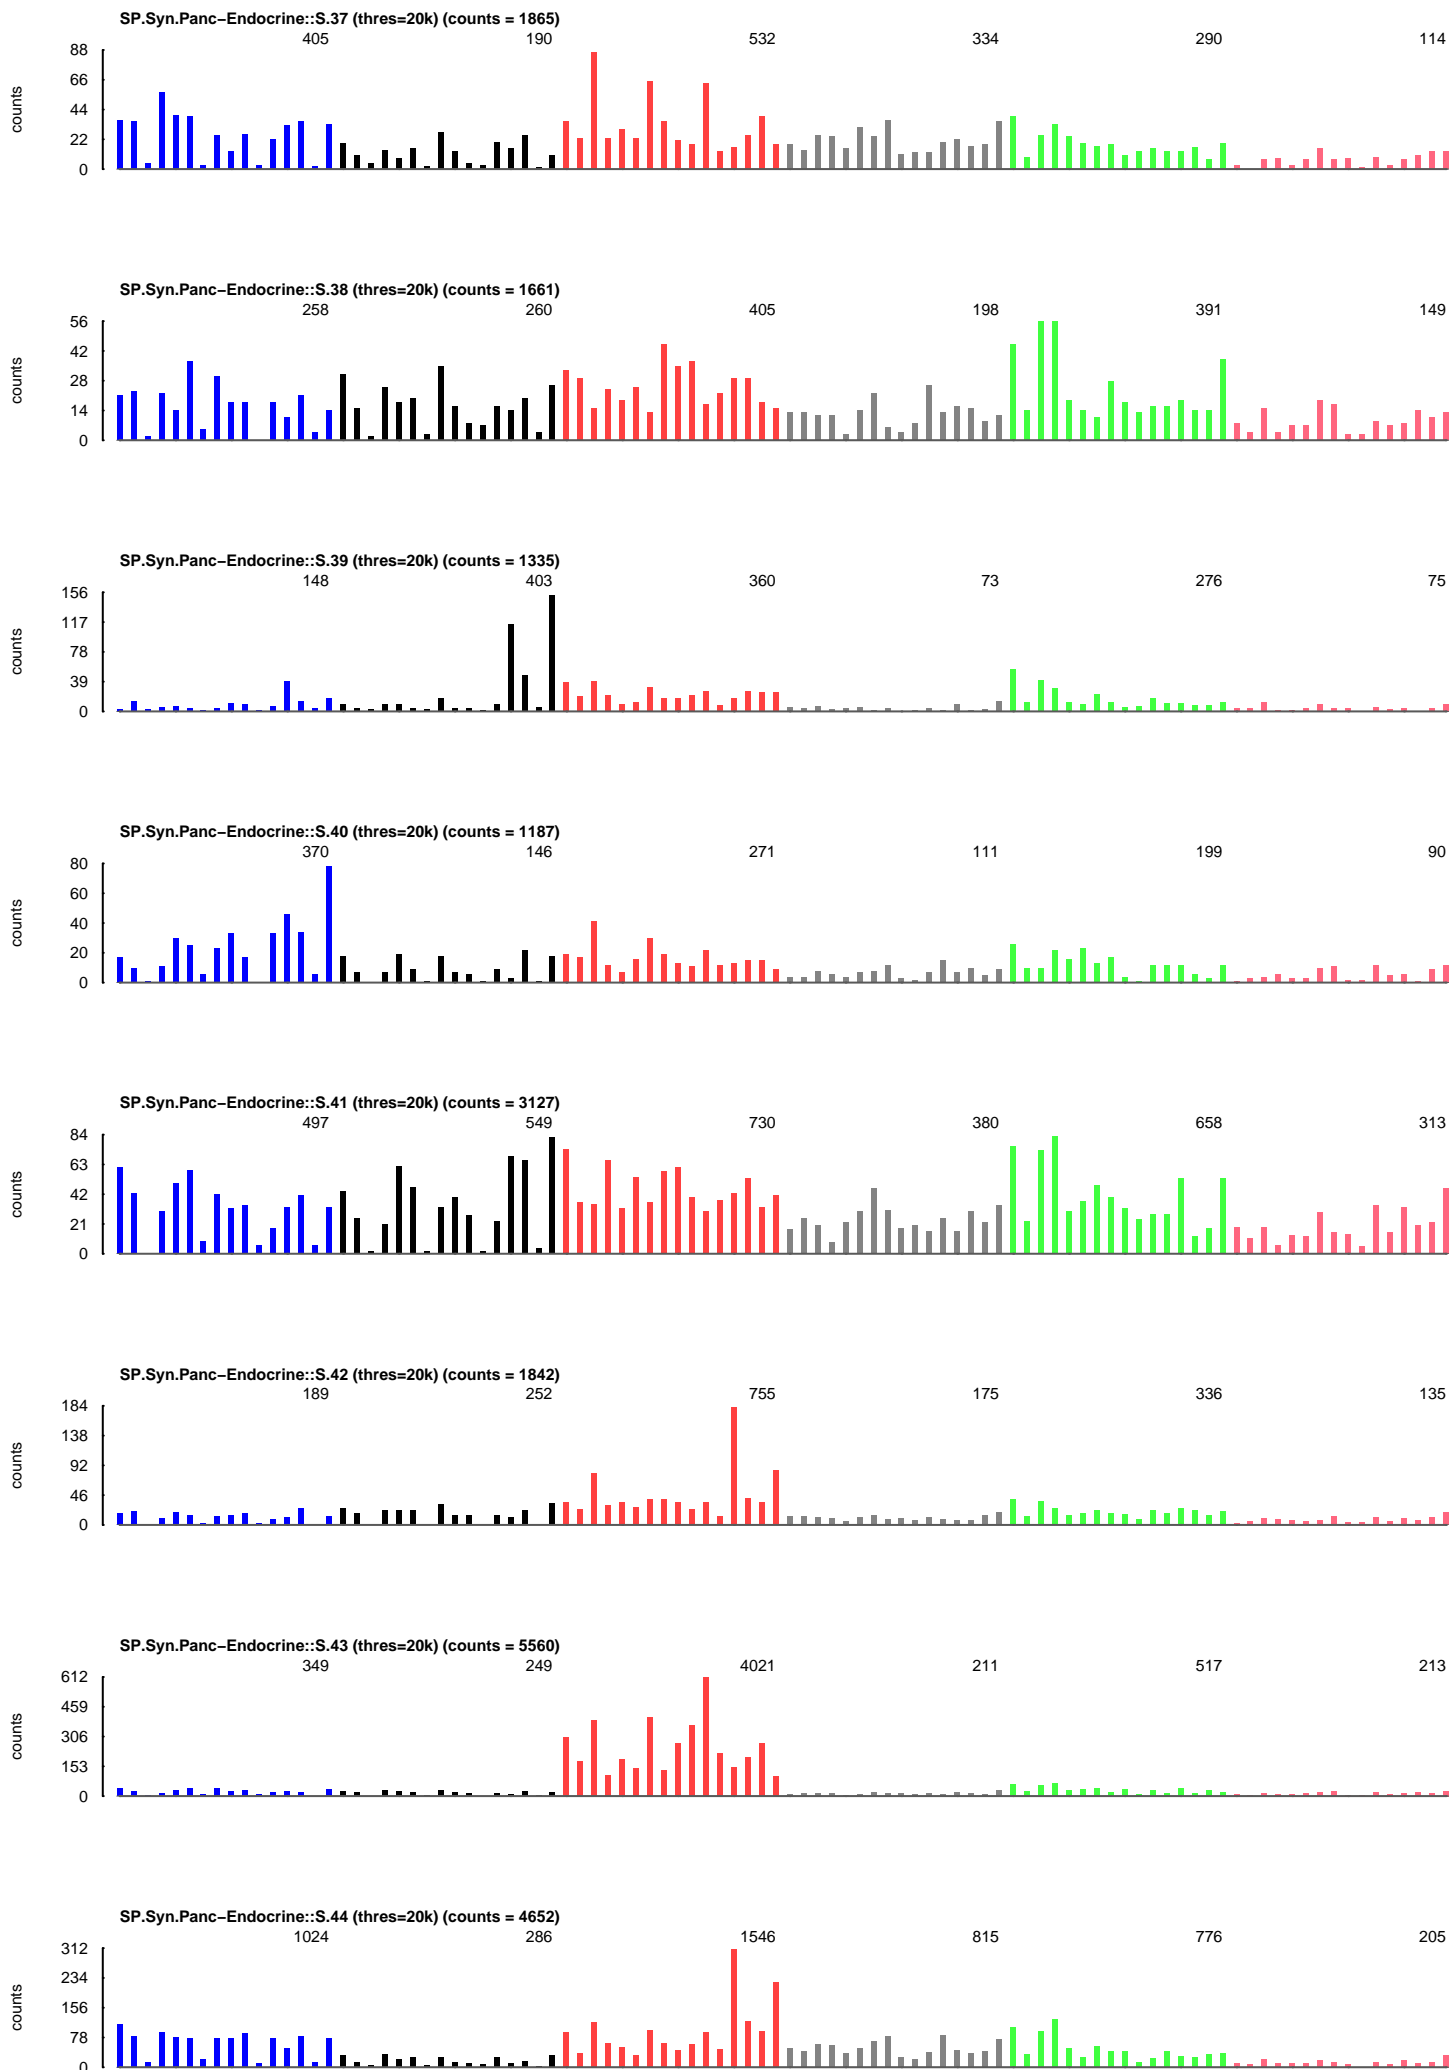 SP.Syn.Panc−Endocrine::S.37 (thres=20k) (counts = 1865)
405 190 532 334 290 114
88
66
44
22
0
counts
SP.Syn.Panc−Endocrine::S.38 (thres=20k) (counts = 1661)
258 260 405 198 391 149
56
42
28
14
0
counts
SP.Syn.Panc−Endocrine::S.39 (thres=20k) (counts = 1335)
148 403 360 73 276 75
156
117
78
39
0
counts
SP.Syn.Panc−Endocrine::S.40 (thres=20k) (counts = 1187)
370 146 271 111 199 90
80
60
40
20
0
counts
SP.Syn.Panc−Endocrine::S.41 (thres=20k) (counts = 3127)
497 549 730 380 658 313
84
63
42
21
0
counts
SP.Syn.Panc−Endocrine::S.42 (thres=20k) (counts = 1842)
189 252 755 175 336 135
184
138
92
46
0
counts
SP.Syn.Panc−Endocrine::S.43 (thres=20k) (counts = 5560)
349 249 4021 211 517 213
612
459
306
153
0
counts
SP.Syn.Panc−Endocrine::S.44 (thres=20k) (counts = 4652)
1024 286 1546 815 776 205
312
234
156
78
0
counts